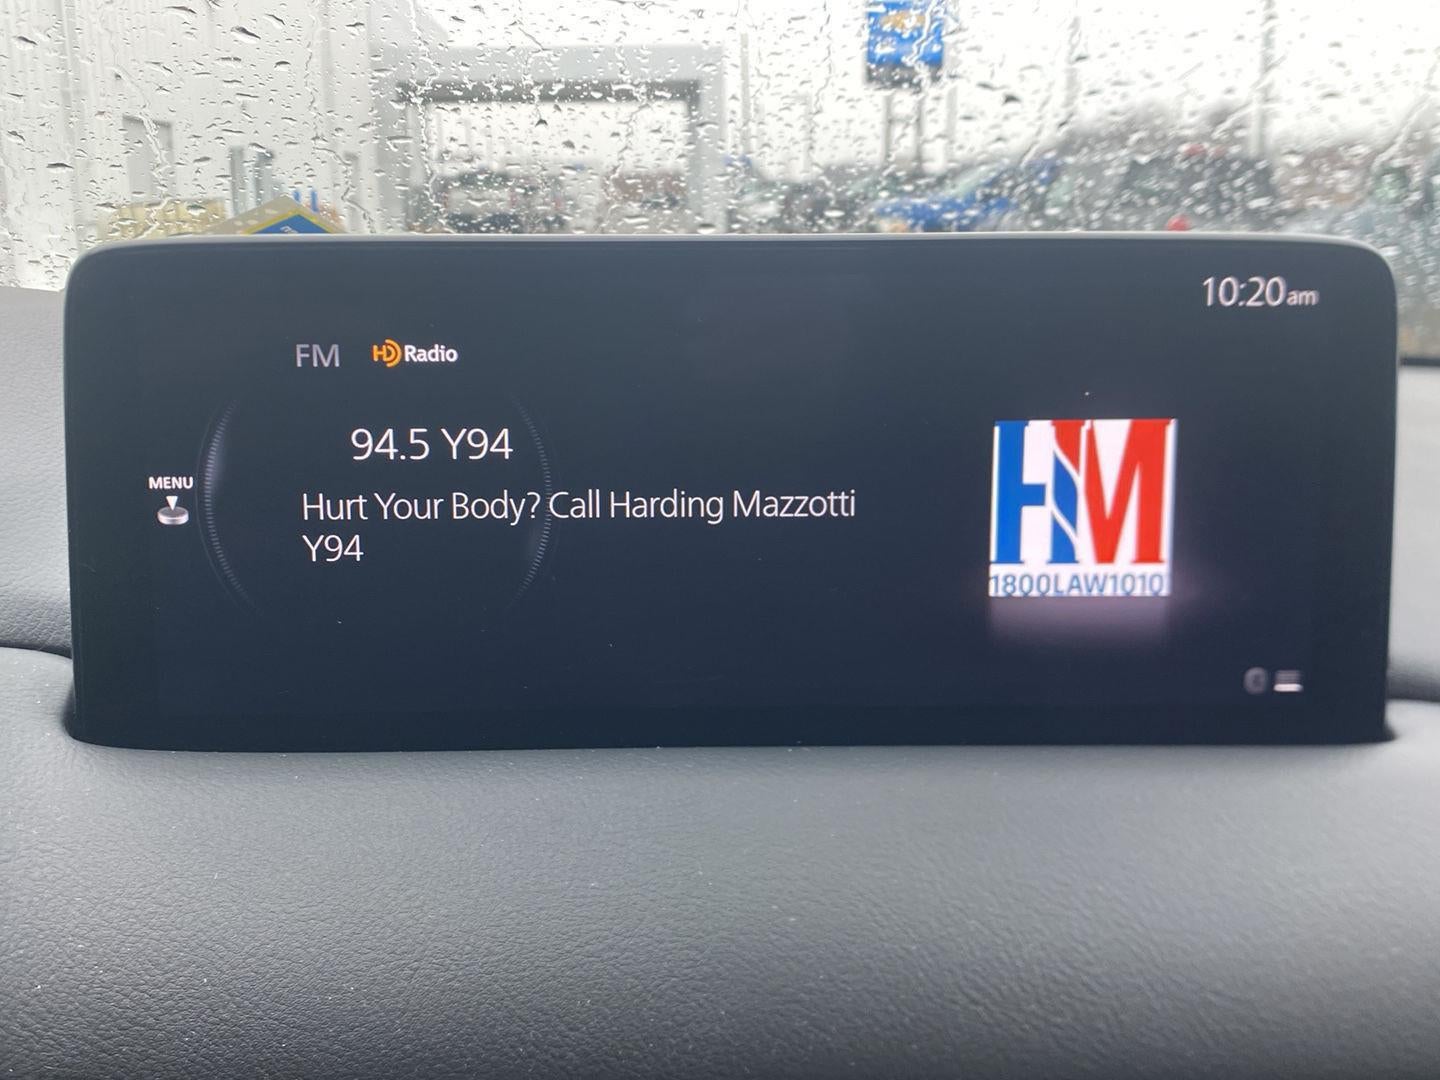 10:20am
FM HD Radio
94.5 Y94
MENU
Hurt Your Body? Call Harding Mazzotti
Y94
HM
1800LAW1010